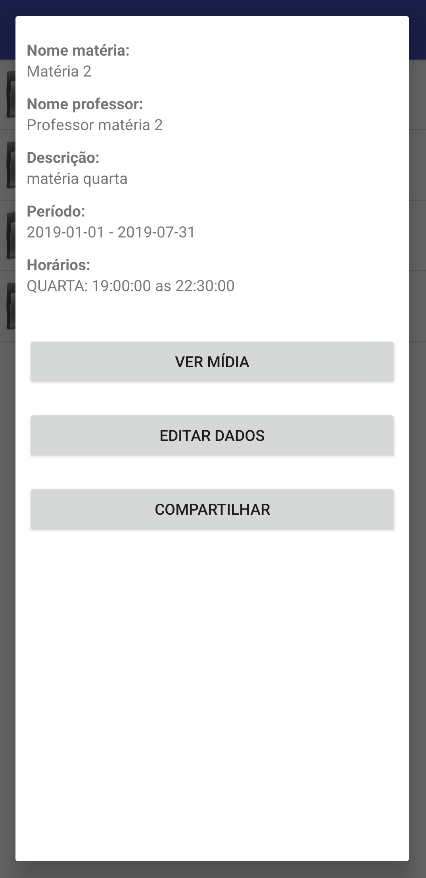 Nome matéria:
Matéria 2
Nome professor:
Professor matéria 2
Descrição:
matéria quarta
Período:
2019-01-01 - 2019-07-31
Horários:
QUARTA: 19:00:00 as 22:30:00
VER MÍDIA
EDITAR DADOS
COMPARTILHAR